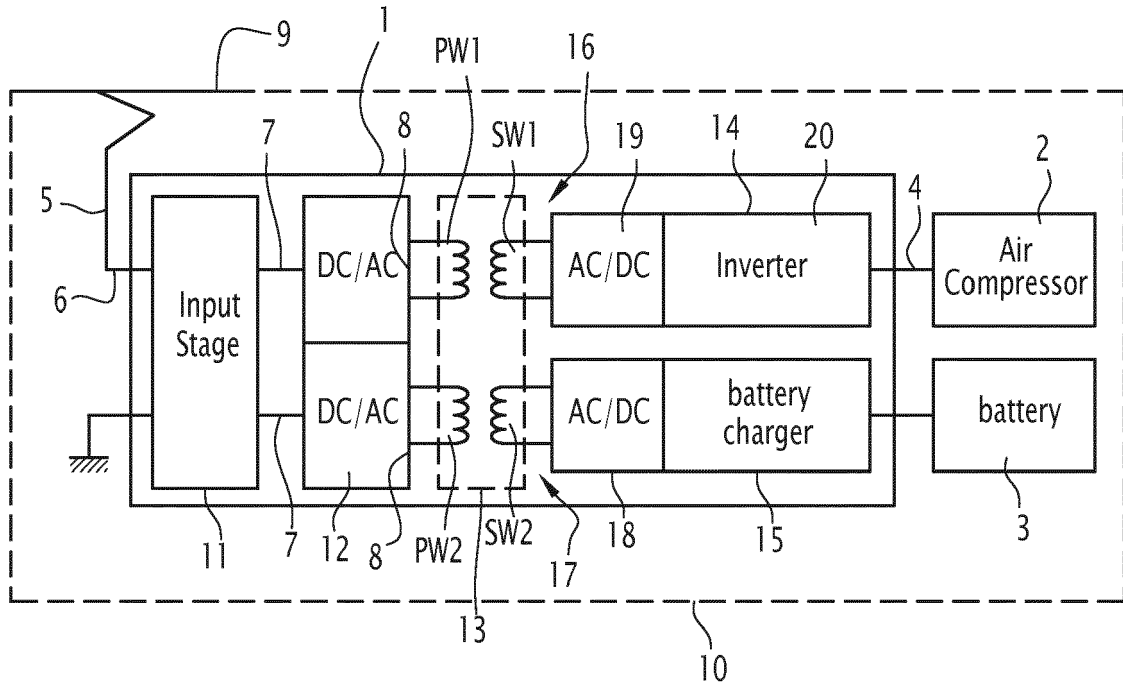 9
1
PW1
16
7
8
SW1
19
14
20
4
2
5
6
DC/AC
AC/DC
Inverter
Air
Compressor
Input
Stage
DC/AC
AC/DC
battery
charger
battery
11
7
12
8
PW2
SW2
17
18
15
3
13
10